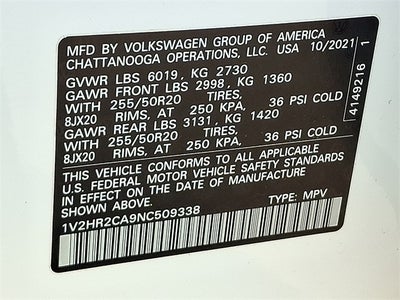 MFD BY VOLKSWAGEN GROUP OF AMERICA
CHATTANOOGA OPERATIONS, LLC. USA 10/2021
GVWR LBS 6019, KG 2730
GAWR FRONT LBS 2998, KG 1360
WITH 255/50R20 TIRES,
8JX20 RIMS, AT 250 KPA, 36 PSI COLD
GAWR REAR LBS 3131, KG 1420
WITH 255/50R20 TIRES,
8JX20 RIMS, AT 250 KPA, 36 PSI COLD
THIS VEHICLE CONFORMS TO ALL APPLICABLE
U.S. FEDERAL MOTOR VEHICLE SAFETY STANDARDS
IN EFFECT ON THE DATE OF MANUFACTURE
SHOWN ABOVE.
1V2HR2CA9NC509338 TYPE: MPV
4149216 1